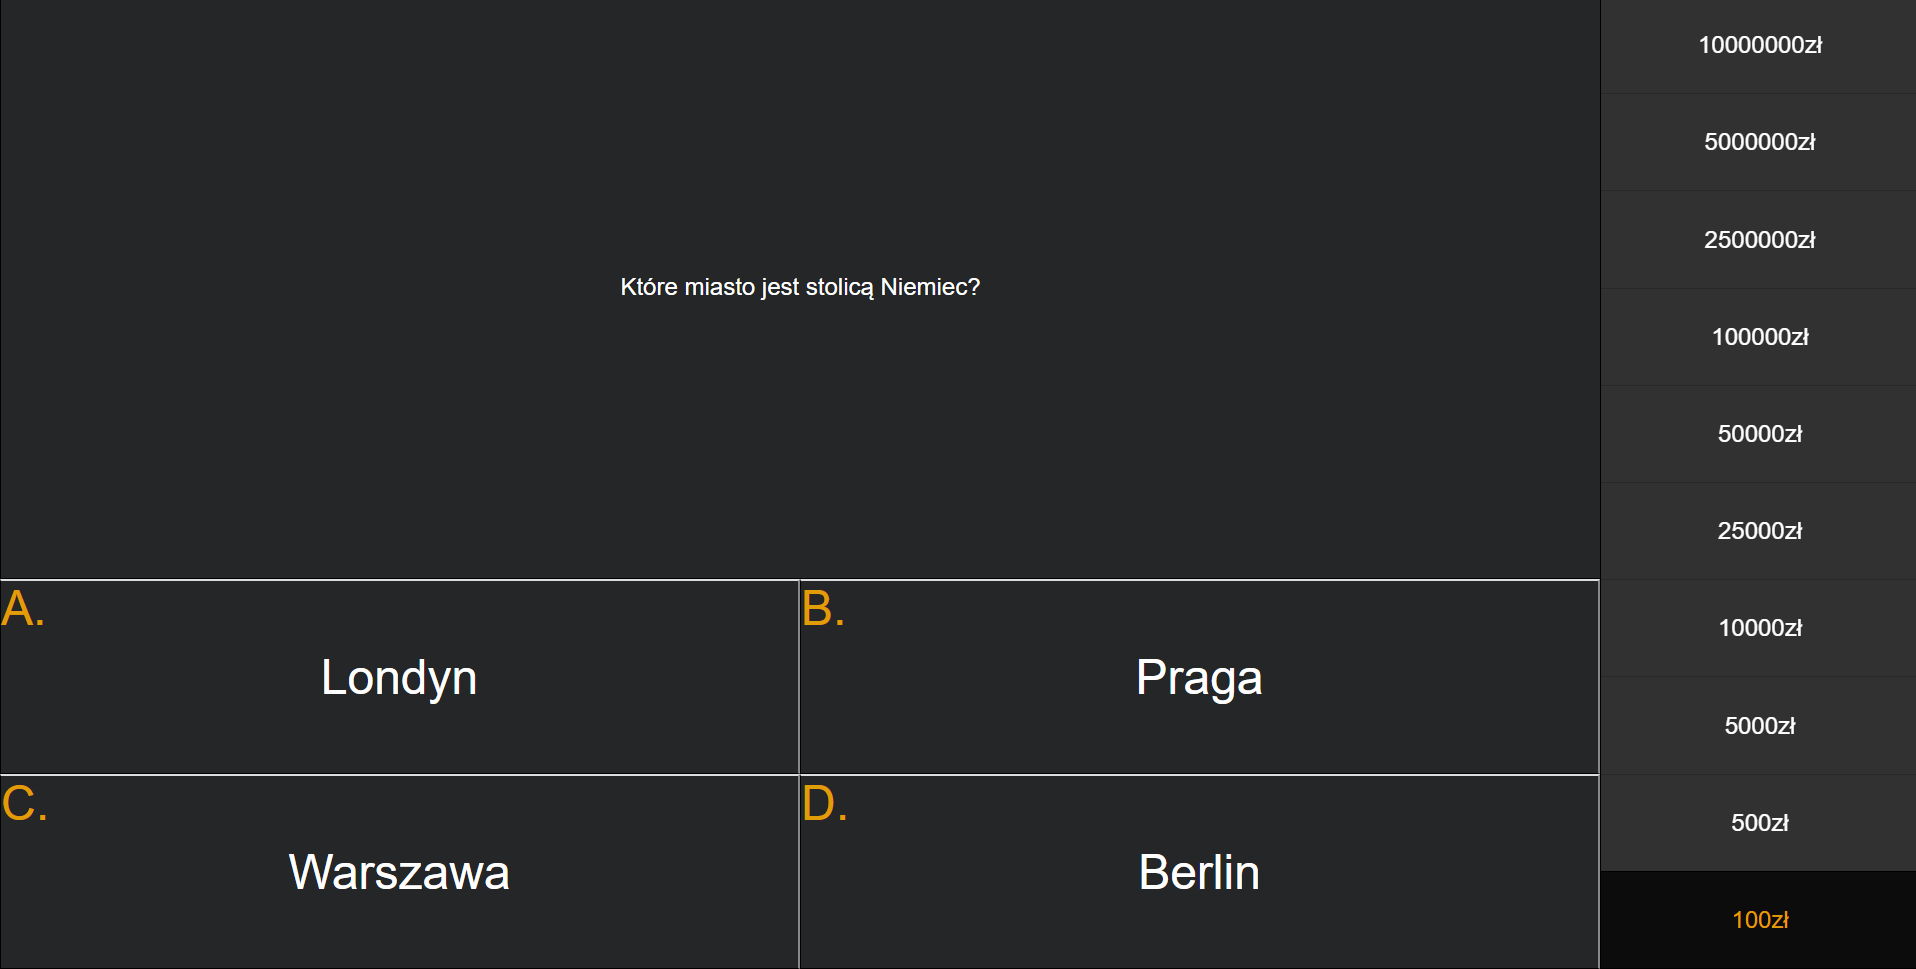 Które miasto jest stolicą Niemiec?
A.
Londyn
B.
Praga
C.
Warszawa
D.
Berlin
10000000zł
5000000zł
2500000zł
100000zł
50000zł
25000zł
10000zł
5000zł
500zł
100zł